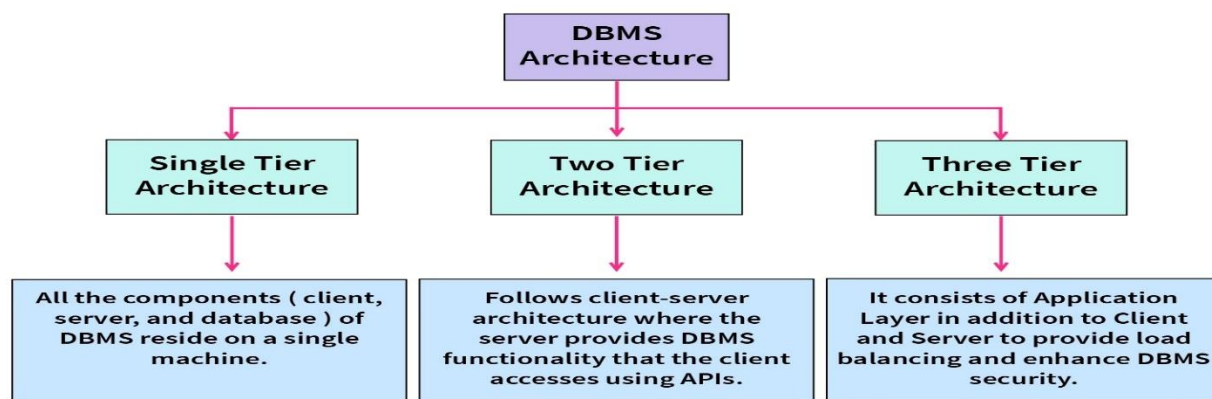 DBMS
Architecture
Single Tier
Architecture
Two Tier
Architecture
Three Tier
Architecture
All the components ( client,
server, and database ) of
DBMS reside on a single
machine.
Follows client-server
architecture where the
server provides DBMS
functionality that the client
accesses using APIs.
It consists of Application
Layer in addition to Client
and Server to provide load
balancing and enhance DBMS
security.